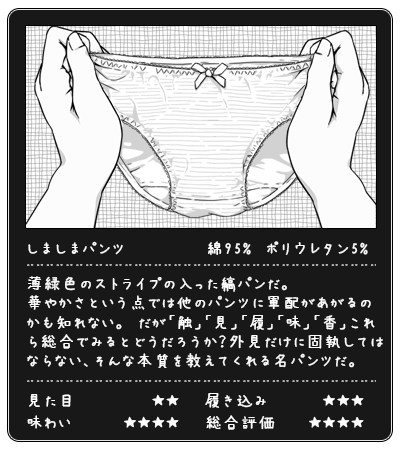 しましまパンツ 綿95% ポリウレタン5%
薄緑色のストライプの入った縞パンだ。
華やかさという点では他のパンツに軍配があがるの
かも知れない。 だが「触」「見」「履」「味」「香」これ
ら総合でみるとどうだろうか?外見だけに固執しては
ならない、そんな本質を教えてくれる名パンツだ。
見た目 ★★ 履き込み ★★★
味わい ★★★★ 総合評価 ★★★★